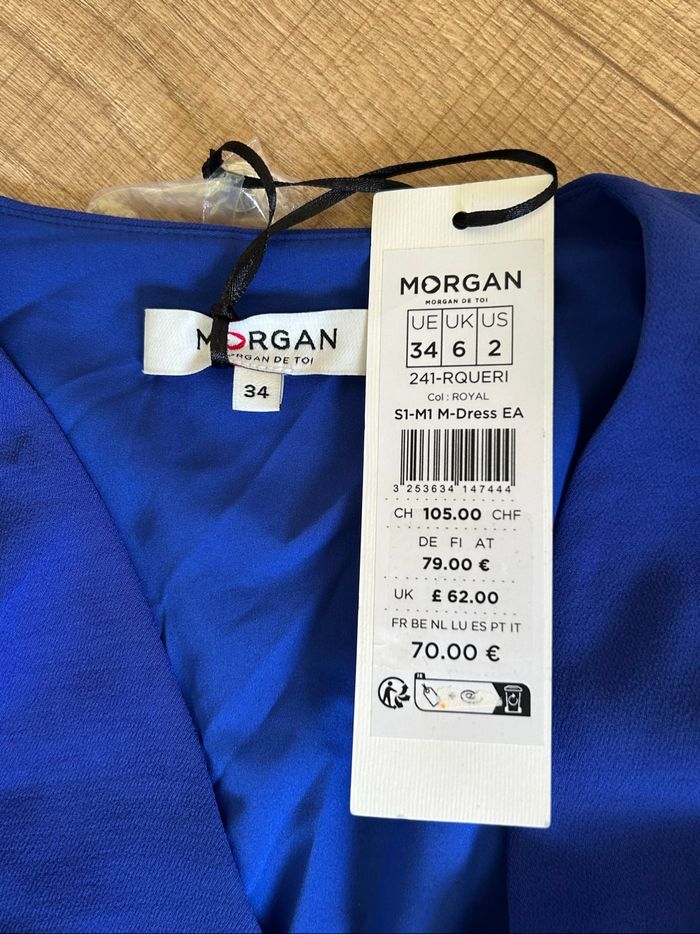 MORGAN
MORGAN DE TOI
34
MORGAN
MORGAN DE TOI
UE UK US
34 6 2
241-RQUERI
Col : ROYAL
S1-M1 M-Dress EA
3 253634 147444
CH 105.00 CHF
DE FI AT
79.00 €
UK £ 62.00
FR BE NL LU ES PT IT
70.00 €